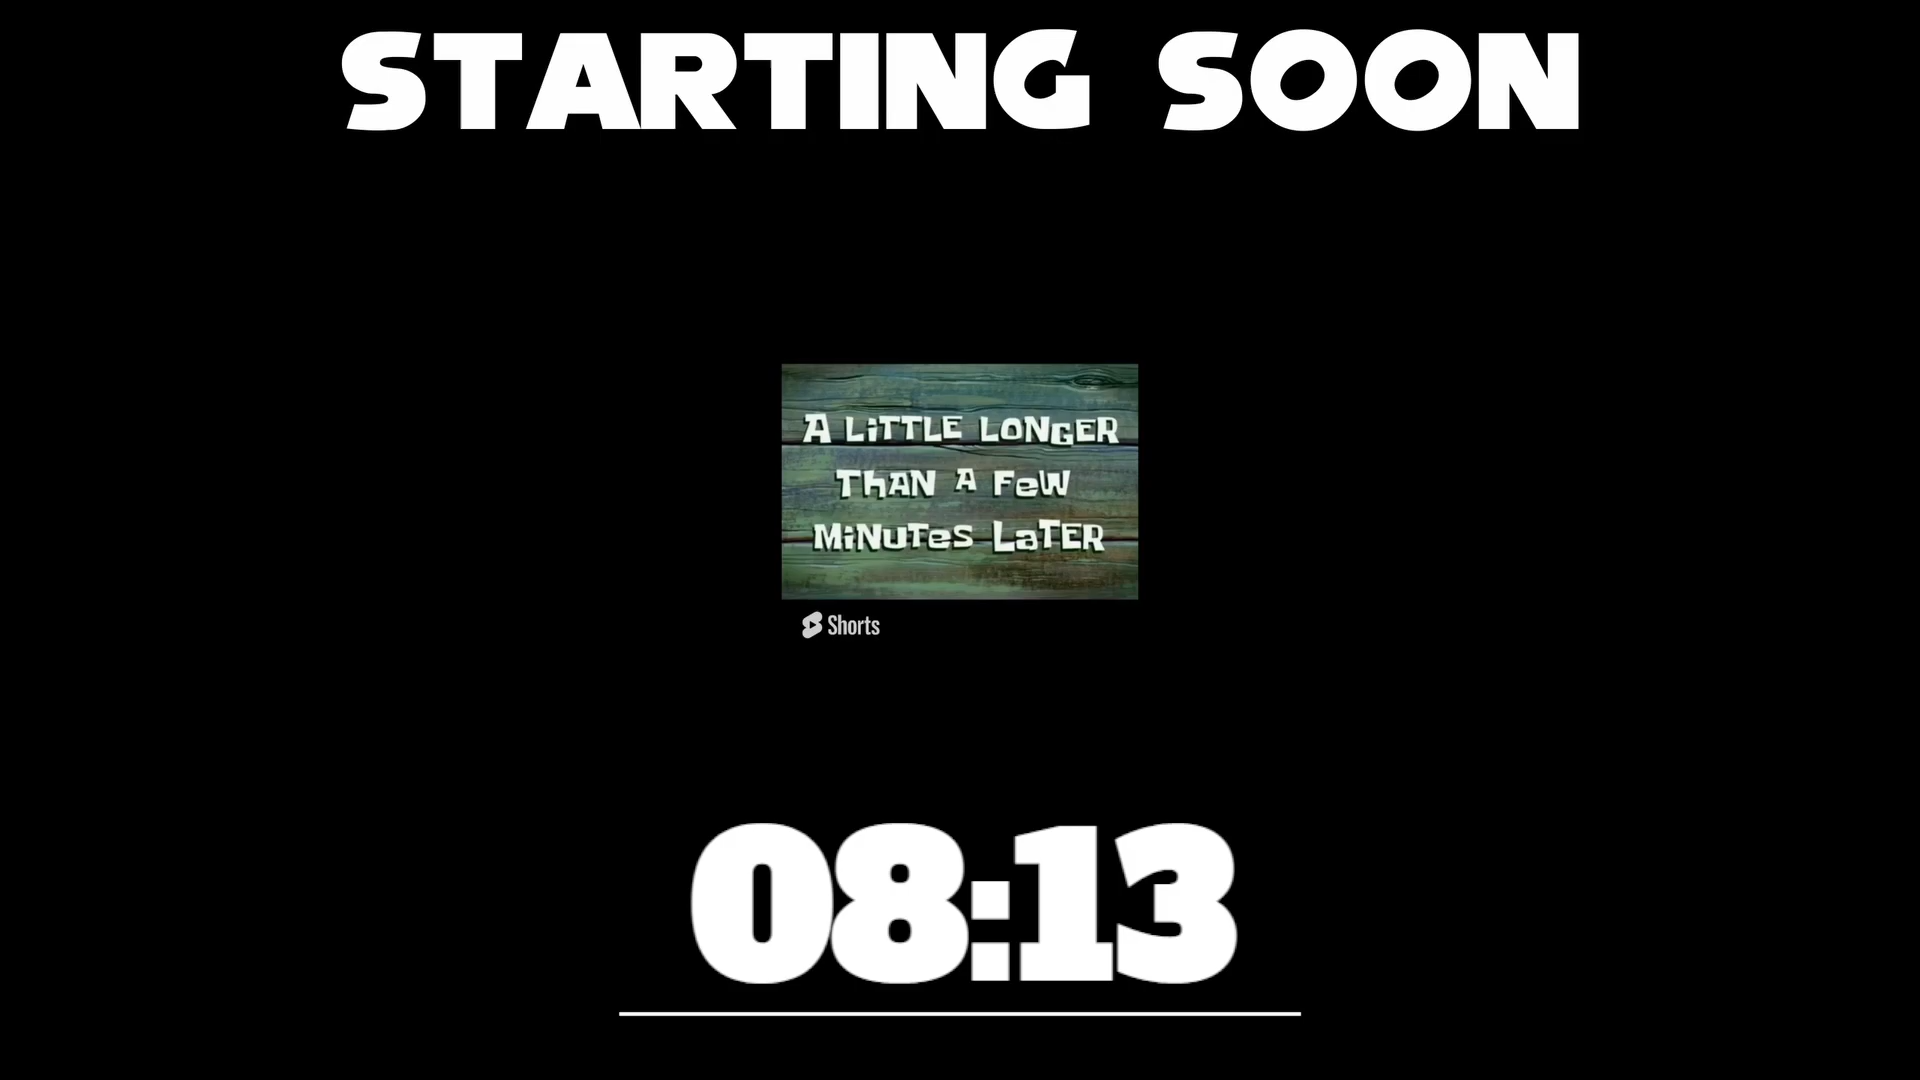 STARTING SOON
A LiTTLE LONGER
ThAN A FeW
MiNUTes LaTER
Shorts
08:13